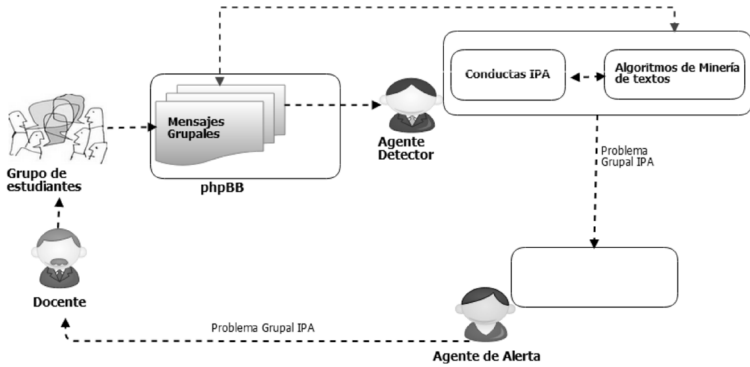 Conductas IPA
Algoritmos de Minería
de textos
Mensajes
Grupales
Agente
Detector
Problema
Grupal IPA
Grupo de
estudiantes
phpBB
Docente
Problema Grupal IPA
Agente de Alerta